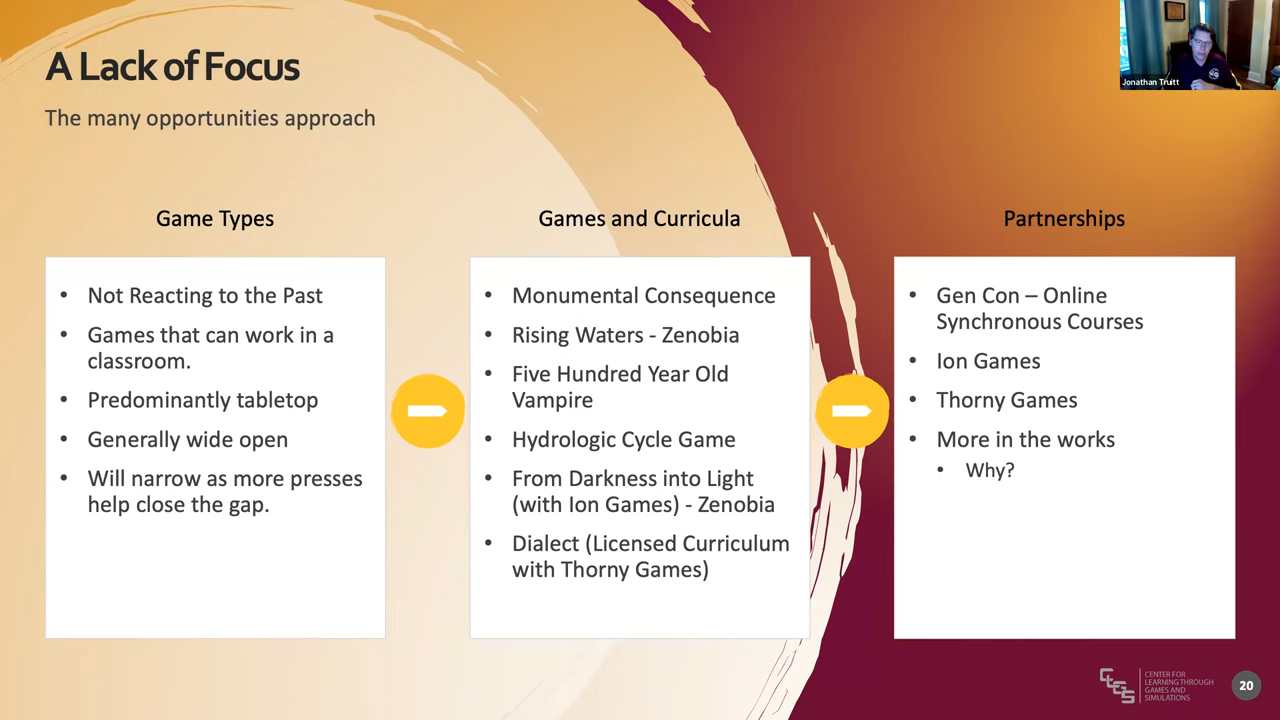 A Lack of Focus
The many opportunities approach
Jonathan Truitt
Game Types
• Not Reacting to the Past
• Games that can work in a
classroom.
• Predominantly tabletop
• Generally wide open
• Will narrow as more presses
help close the gap.
Games and Curricula
• Monumental Consequence
• Rising Waters - Zenobia
• Five Hundred Year Old
Vampire
• Hydrologic Cycle Game
• From Darkness into Light
(with Ion Games) - Zenobia
• Dialect (Licensed Curriculum
with Thorny Games)
Partnerships
• Gen Con – Online
Synchronous Courses
• Ion Games
• Thorny Games
• More in the works
• Why?
CLGS
CENTER FOR
LEARNING THROUGH
GAMES AND
SIMULATIONS
20